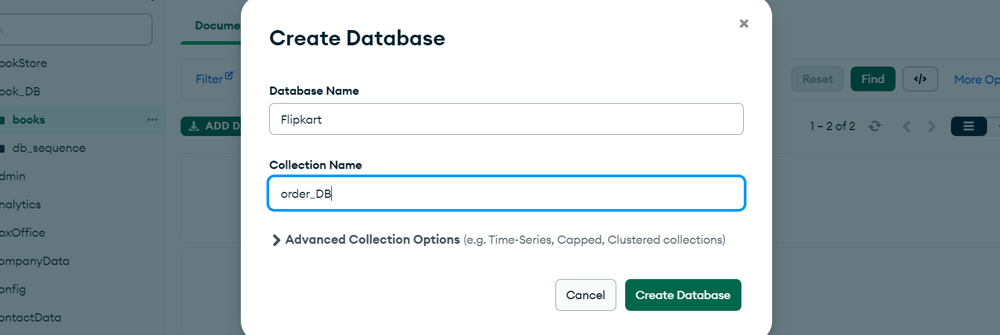 Create Database
Database Name
Flipkart
Collection Name
order_DB
Advanced Collection Options (e.g. Time-Series, Capped, Clustered collections)
Cancel
Create Database
ookStore
ook_DB
books
db_sequence
dmin
nalytics
oxOffice
ompanyData
onfig
ontactData
Docume
Filter
ADD D
Reset
Find
</>
More Op
1 – 2 of 2